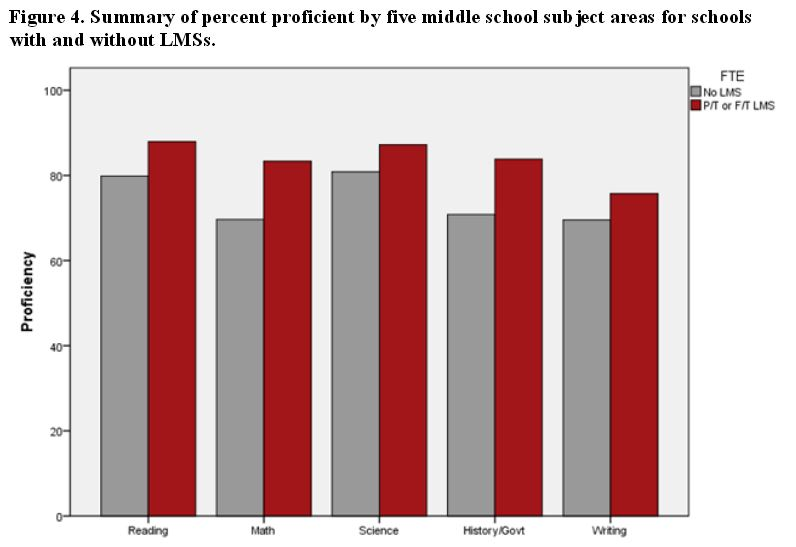 Figure 4. Summary of percent proficient by five middle school subject areas for schools
with and without LMSs.
FTE
No LMS
P/T or F/T LMS
100
80
60
40
20
0
Proficiency
Reading Math Science History/Govt Writing